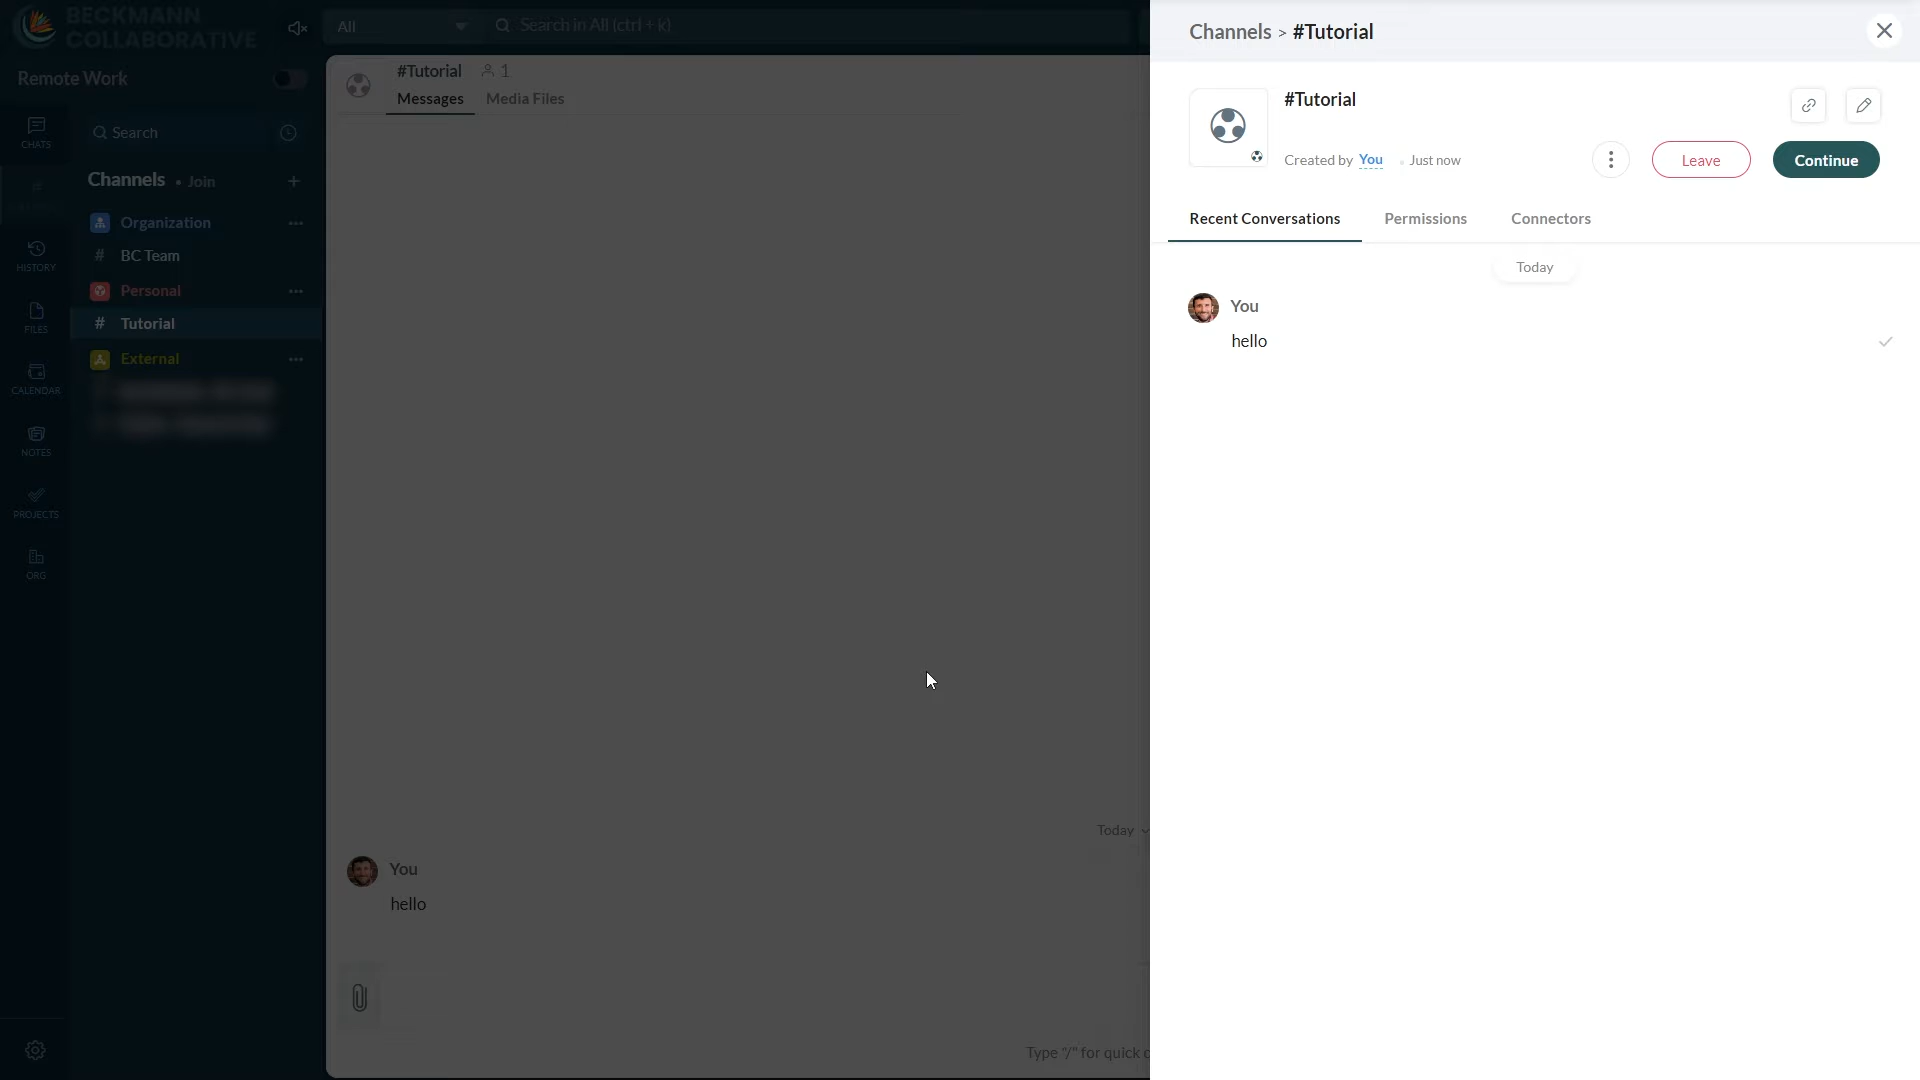 BECKMANN
COLLABORATIVE
All
Search in All (ctrl + k)
Remote Work
#Tutorial 1
Messages Media Files
CHATS
HISTORY
FILES
CALENDAR
NOTES
PROJECTS
ORG
Search
Channels • Join +
Organization
# BC Team
Personal
# Tutorial
External
Today
You
hello
Type "/" for quick c
Channels > #Tutorial
#Tutorial
Created by You Just now
Leave
Continue
Recent Conversations Permissions Connectors
Today
You
hello